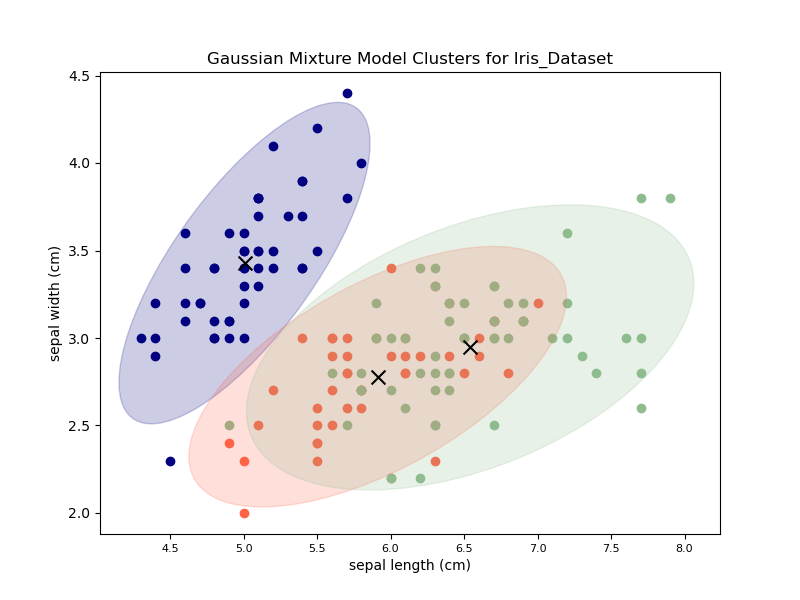 Gaussian Mixture Model Clusters for Iris_Dataset
4.5
4.0
3.5
3.0
2.5
2.0
sepal width (cm)
4.5 5.0 5.5 6.0 6.5 7.0 7.5 8.0
sepal length (cm)